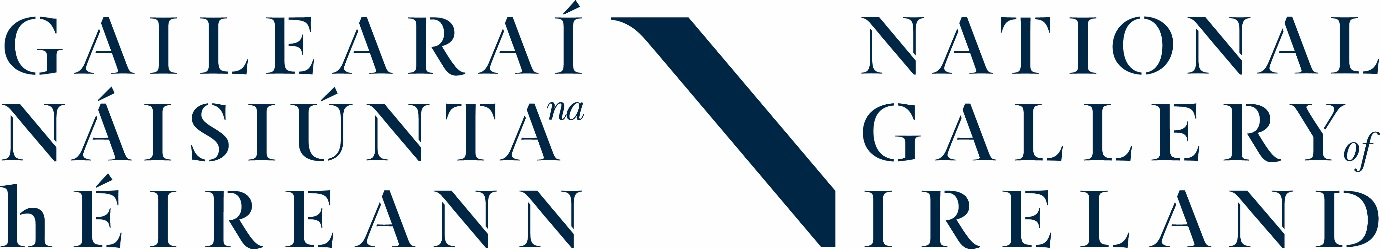 GAILEARAÍ
NÁISIÚNTA na
hÉIREANN
NATIONAL
GALLERY of
IRELAND